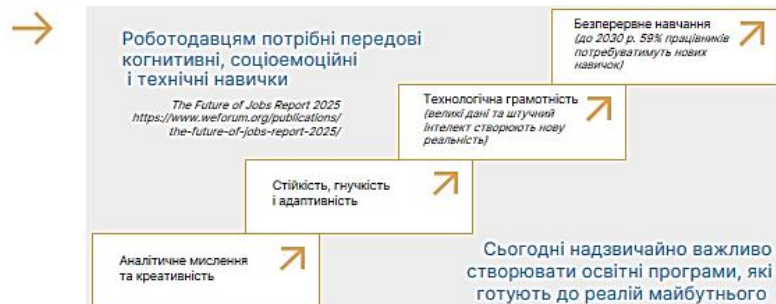 Роботодавцям потрібні передові
когнітивні, соціоемоційні
і технічні навички
The Future of Jobs Report 2025
https://www.weforum.org/publications/
the-future-of-jobs-report-2025/
Безперервне навчання
(до 2030 р. 59% працівників
потребуватимуть нових
навичок)
Технологічна грамотність
(великі дані та штучний
інтелект створюють нову
реальність)
Стійкість, гнучкість
і адаптивність
Аналітичне мислення
та креативність
Сьогодні надзвичайно важливо
створювати освітні програми, які
готують до реалій майбутнього